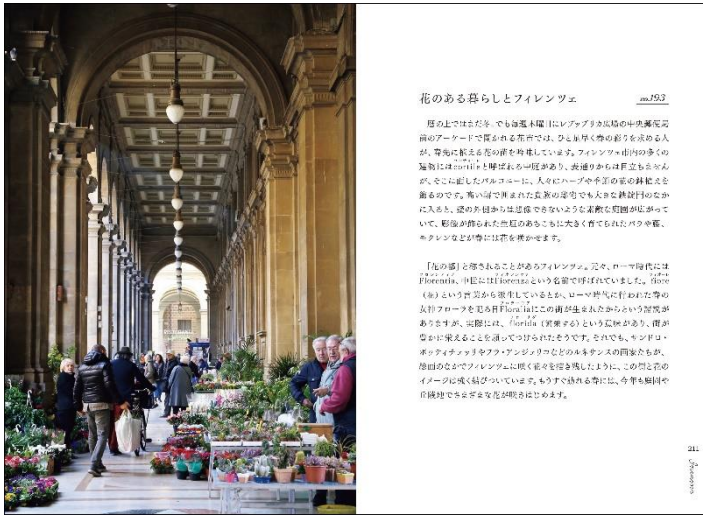 花のある暮らしとフィレンツェ
no.193
暦の上ではまだ冬。でも毎週木曜日にレプッブリカ広場の中央郵便局
前のアーケードで開かれる花市では、ひと足早く春の彩りを求める人
が、春先に植える花の苗を吟味しています。フィレンツェ市内の多くの
建物にはcortileと呼ばれる中庭があり、表通りからは目立ちません
が、そこに面したバルコニーに、人々はハーブや季節の花の鉢植えを
飾るのです。高い塀で囲まれた貴族の邸宅でも大きな鉄錠門のなか
に入ると、壁の外側からは想像できないような素敵な庭園が広がって
いて、彫像が飾られた生垣のあちこちに大きく育てられたバラや藤、
モクレンなどが春には花を咲かせます。
「花の都」と称されることがあるフィレンツェ。元々、ローマ時代には
Florentia、中世にはFiorenzaという名前で呼ばれていました。fiore
(花)という言葉から派生しているとか、ローマ時代に行われた春の
女神フローラを祀る日Floraliaにこの街が生まれたからという諸説が
ありますが、実際には、florida(繁栄する)という意味があり、街が
豊かに栄えることを願ってつけられたそうです。それでも、サンドロ・
ボッティチェッリやフラ・アンジェリコなどのルネサンスの画家たちが、
絵画のなかでフィレンツェに咲く花々を描き残したように、この街と花の
イメージは強く結びついています。もうすぐ訪れる春には、今年も庭園や
丘陵地でさまざまな花が咲きはじめます。
211